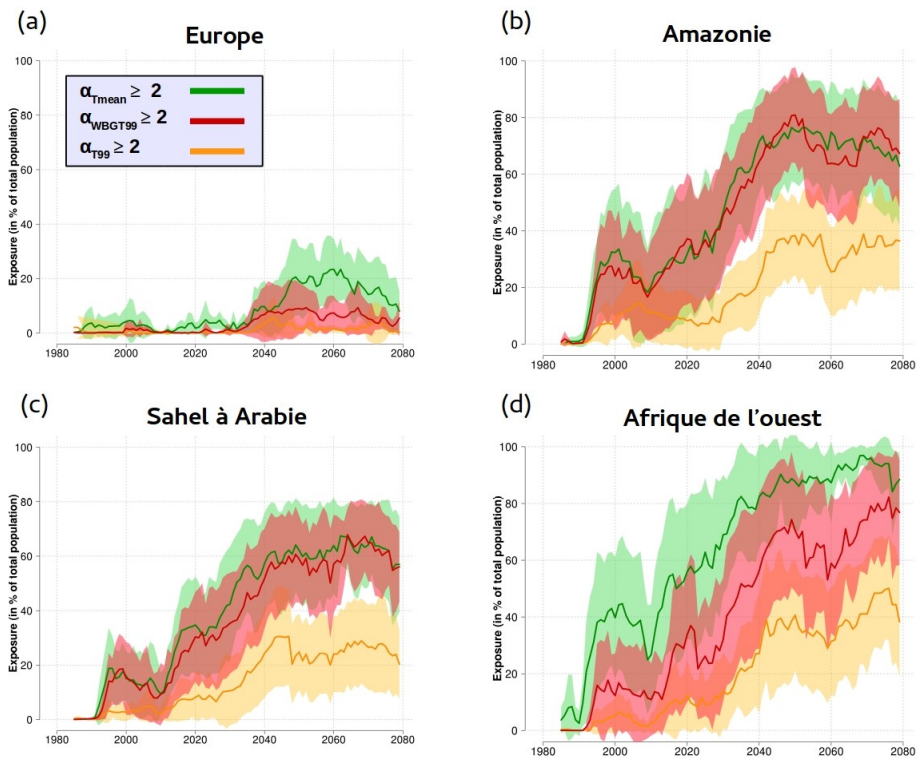 (a)
Europe
Exposure (in % of total population)
100
80
60
40
20
0
1980 2000 2020 2040 2060 2080
αTmean ≥ 2
αWBGT99 ≥ 2
αT99 ≥ 2
(b)
Amazonie
Exposure (in % of total population)
100
80
60
40
20
0
1980 2000 2020 2040 2060 2080
(c)
Sahel à Arabie
Exposure (in % of total population)
100
80
60
40
20
0
1980 2000 2020 2040 2060 2080
(d)
Afrique de l’ouest
Exposure (in % of total population)
100
80
60
40
20
0
1980 2000 2020 2040 2060 2080